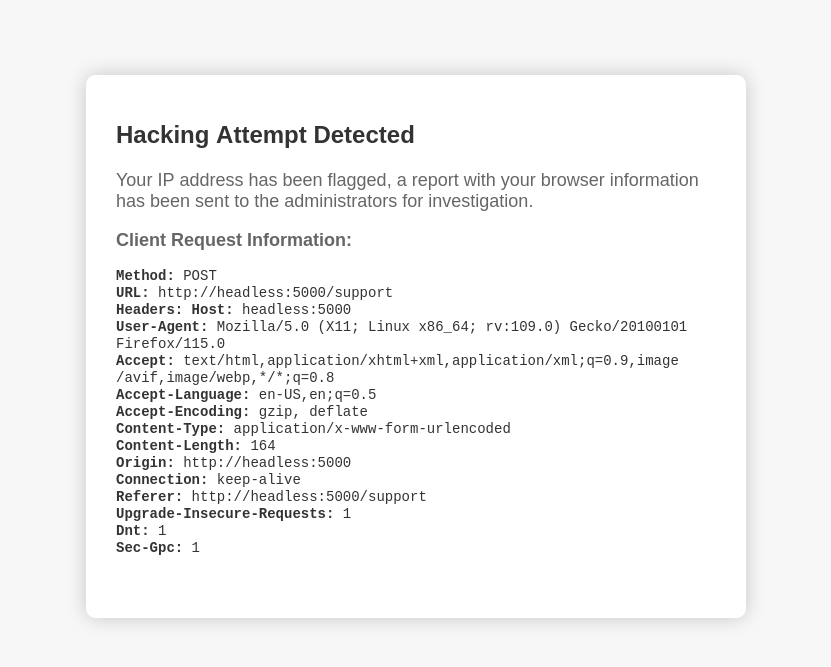 Hacking Attempt Detected
Your IP address has been flagged, a report with your browser information
has been sent to the administrators for investigation.
Client Request Information:
Method: POST
URL: http://headless:5000/support
Headers: Host: headless:5000
User-Agent: Mozilla/5.0 (X11; Linux x86_64; rv:109.0) Gecko/20100101
Firefox/115.0
Accept: text/html,application/xhtml+xml,application/xml;q=0.9,image
/avif,image/webp,*/*;q=0.8
Accept-Language: en-US,en;q=0.5
Accept-Encoding: gzip, deflate
Content-Type: application/x-www-form-urlencoded
Content-Length: 164
Origin: http://headless:5000
Connection: keep-alive
Referer: http://headless:5000/support
Upgrade-Insecure-Requests: 1
Dnt: 1
Sec-Gpc: 1